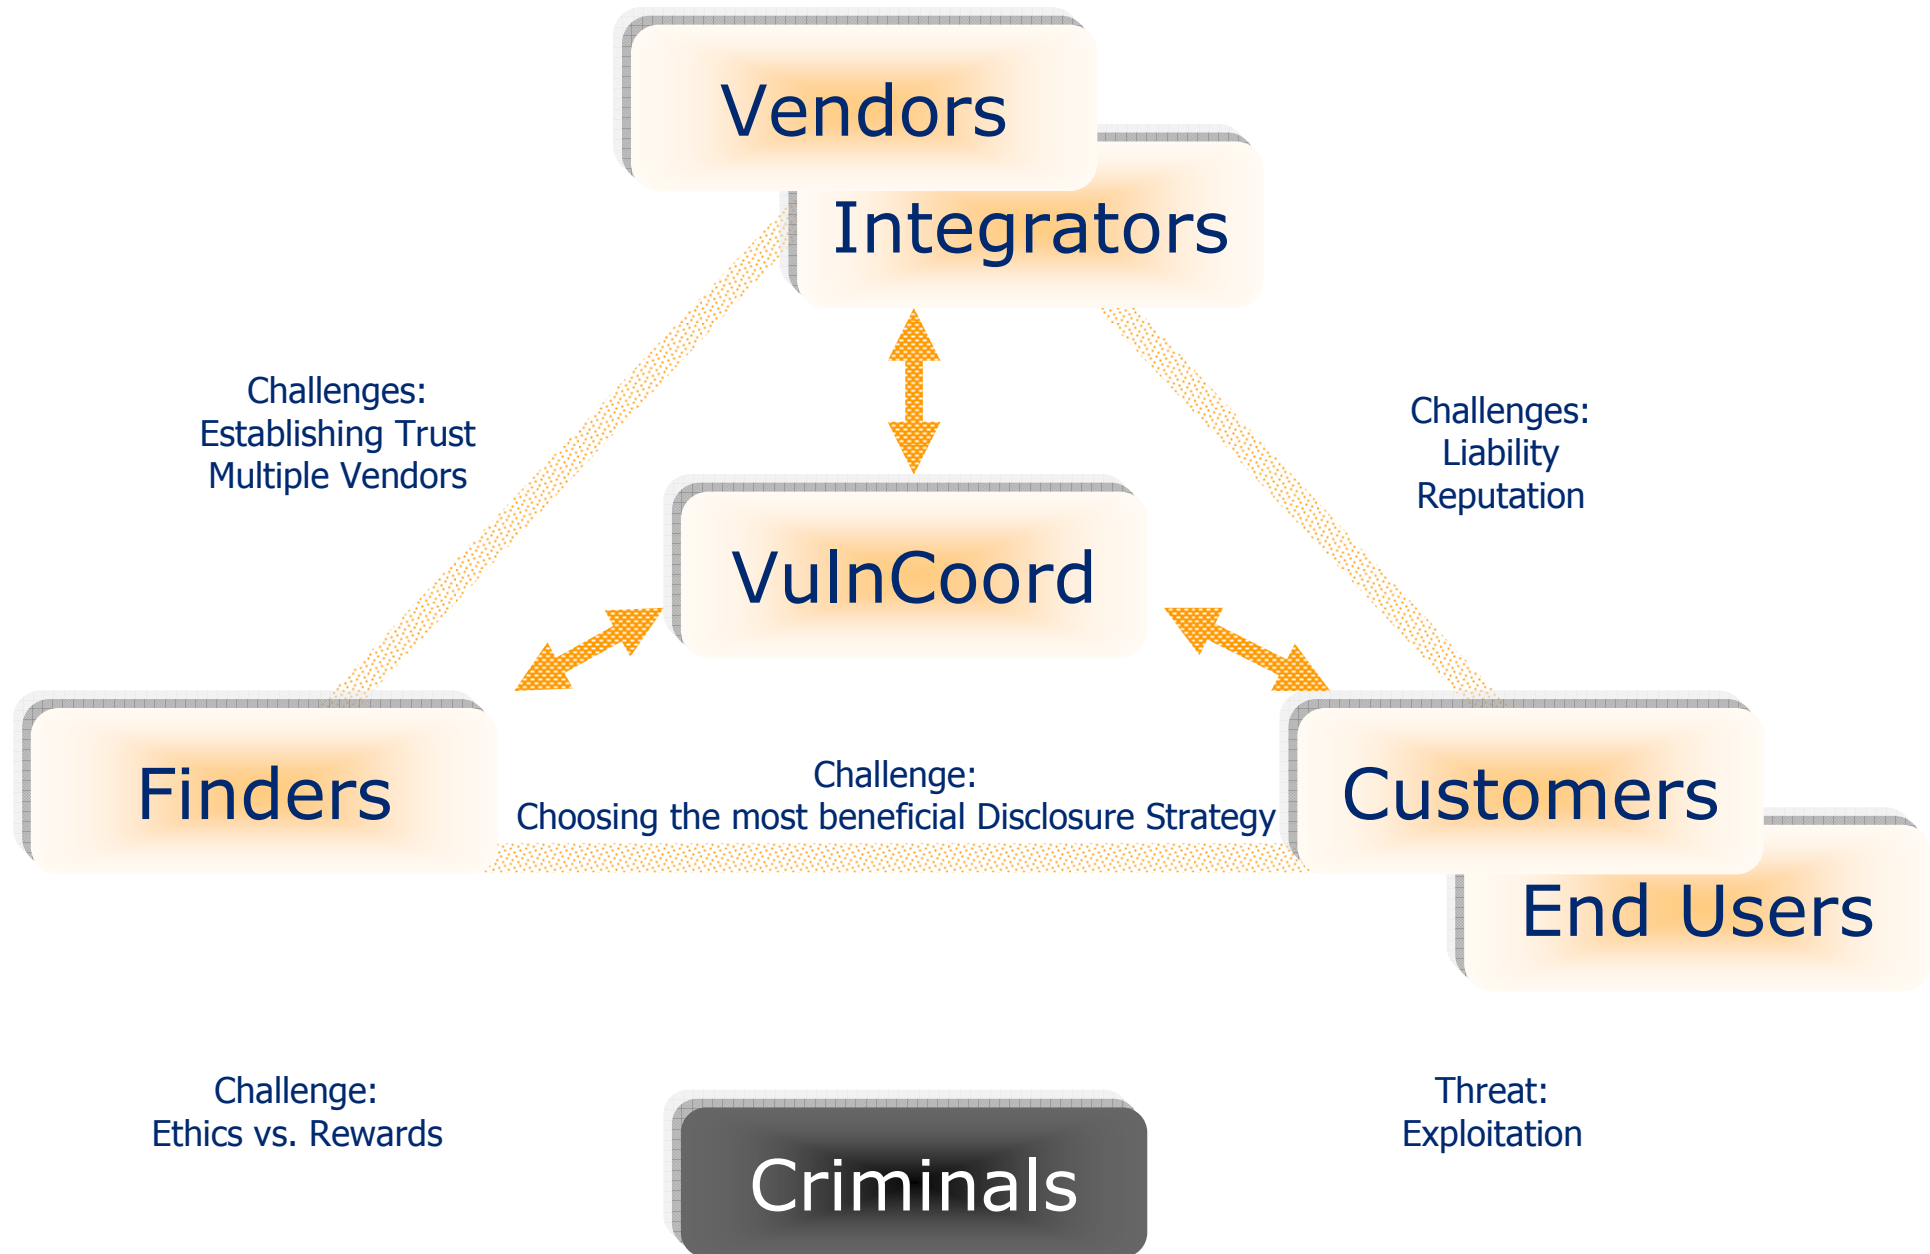 Vendors
Integrators
Challenges:
Establishing Trust
Multiple Vendors
Challenges:
Liability
Reputation
VulnCoord
Finders
Challenge:
Choosing the most beneficial Disclosure Strategy
Customers
End Users
Challenge:
Ethics vs. Rewards
Threat:
Exploitation
Criminals